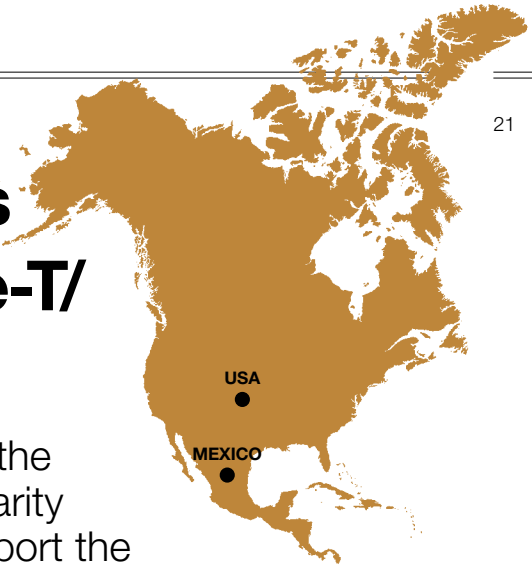 21
s
e-T/
USA
MEXICO
the
arity
port the